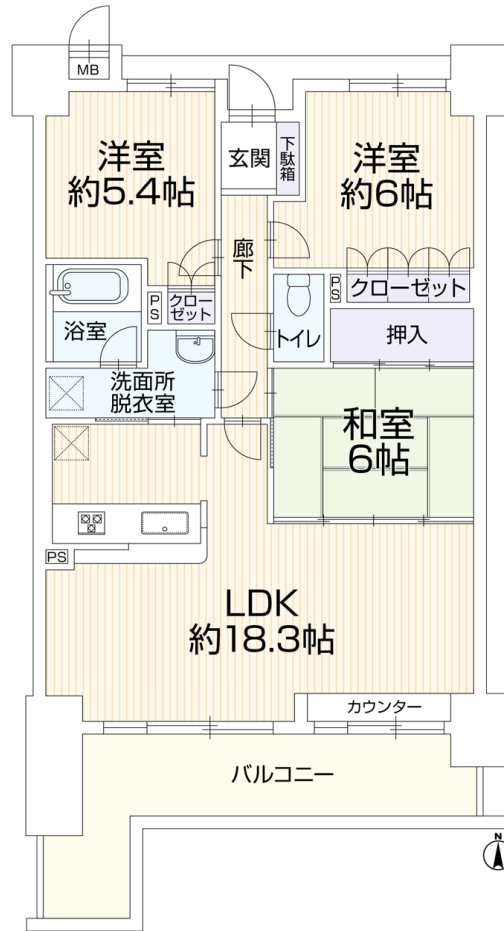 MB
洋室
約5.4帖
玄関
下駄箱
洋室
約6帖
廊下
PS
クローゼット
PS
クローゼット
浴室
トイレ
押入
洗面所
脱衣室
和室
6帖
PS
LDK
約18.3帖
カウンター
バルコニー
N